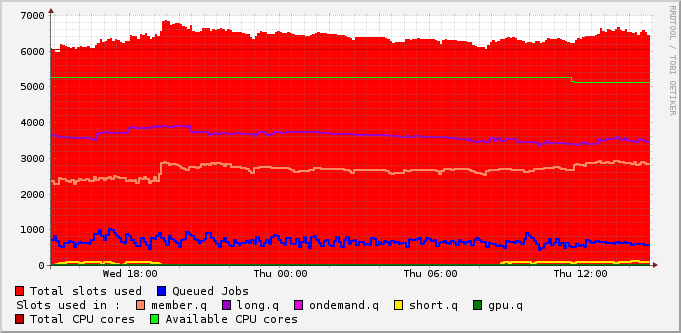 7000
6000
5000
4000
3000
2000
1000
0
Wed 18:00 Thu 00:00 Thu 06:00 Thu 12:00
Total slots used Queued Jobs
Slots used in : member.q long.q ondemand.q short.q gpu.q
Total CPU cores Available CPU cores
RRDTOOL / TOBI OETIKER